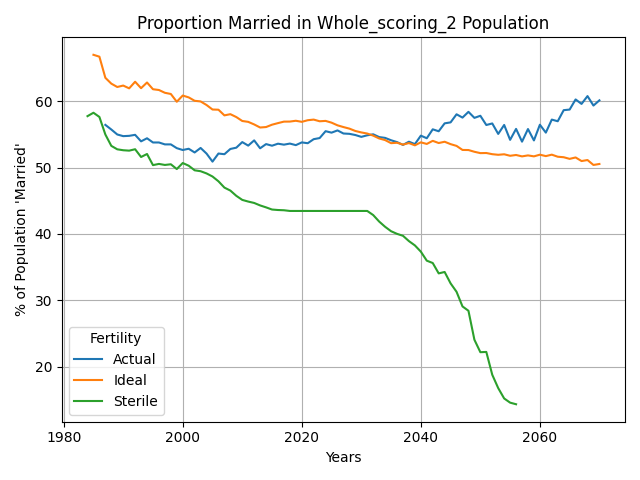 Proportion Married in Whole_scoring_2 Population
% of Population 'Married'
60
50
40
30
20
Fertility
Actual
Ideal
Sterile
1980 2000 2020 2040 2060
Years